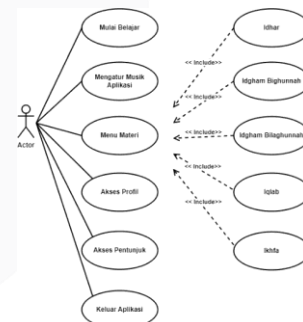 Mulai Belajar
Idhar
<< Include>>
Mengatur Musik
Aplikasi
<< Include>>
Idgham Bighunnah
Actor
Menu Materi
<< Include>>
Idgham Bilaghunnah
Akses Profil
<< Include>>
Iqlab
<< Include>>
Akses Pentunjuk
Ikhfa
Keluar Aplikasi